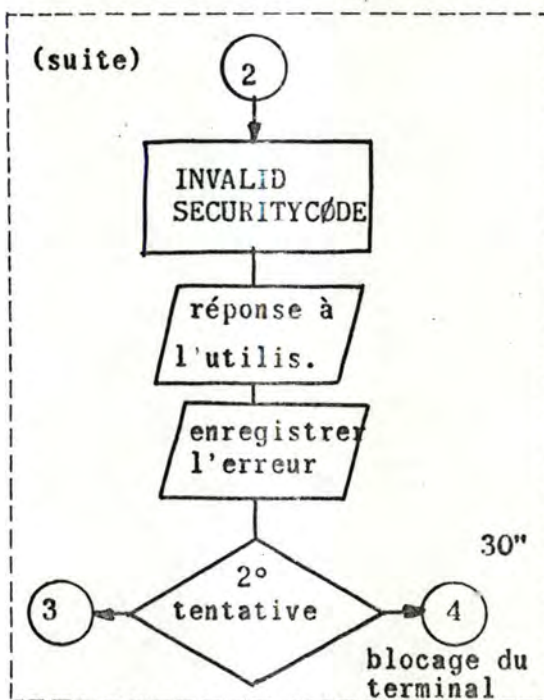 (suite)
2
INVALID
SECURITYCØDE
réponse à
l'utilis.
enregistrer
l'erreur
30"
2°
tentative
3
4
blocage du
terminal